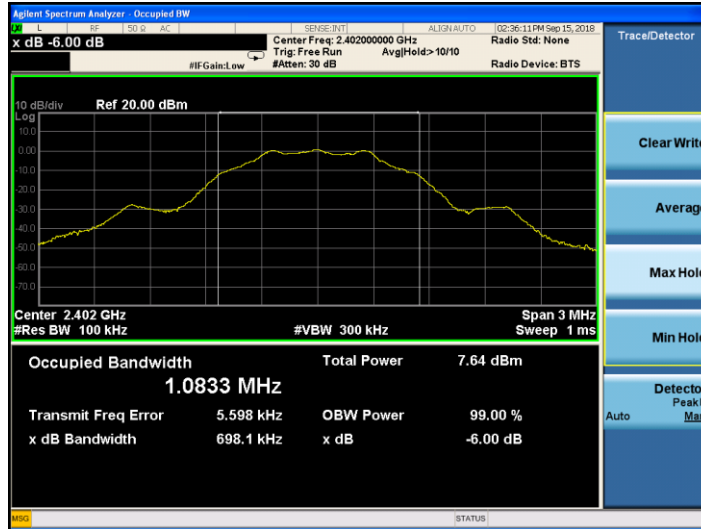 Agilent Spectrum Analyzer - Occupied BW
L RF 50 Ω AC SENSE:INT ALIGN AUTO 02:36:11 PM Sep 15, 2018
x dB -6.00 dB
Center Freq: 2.402000000 GHz Radio Std: None
Trig: Free Run Avg|Hold:> 10/10
#IFGain:Low #Atten: 30 dB Radio Device: BTS
Trace/Detector
10 dB/div Ref 20.00 dBm
Log
10.0
0.00
-10.0
-20.0
-30.0
-40.0
-50.0
-60.0
-70.0
Center 2.402 GHz Span 3 MHz
#Res BW 100 kHz #VBW 300 kHz Sweep 1 ms
Occupied Bandwidth Total Power 7.64 dBm
1.0833 MHz
Transmit Freq Error 5.598 kHz OBW Power 99.00 %
x dB Bandwidth 698.1 kHz x dB -6.00 dB
Clear Write
Averag
Max Hol
Min Hol
Detecto
Peak
Auto Ma
MSG STATUS